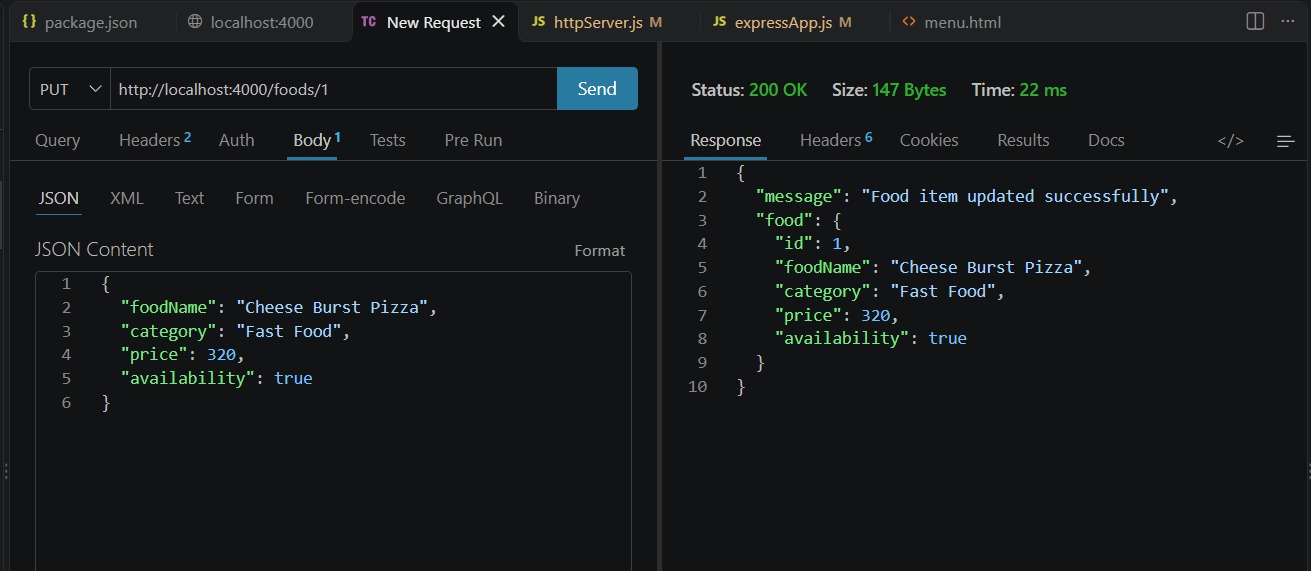 {} package.json localhost:4000 TC New Request × JS httpServer.js M JS expressApp.js M <> menu.html ···
PUT http://localhost:4000/foods/1 Send
Query Headers 2 Auth Body 1 Tests Pre Run
JSON XML Text Form Form-encode GraphQL Binary
JSON Content Format
1 {
2 "foodName": "Cheese Burst Pizza",
3 "category": "Fast Food",
4 "price": 320,
5 "availability": true
6 }
Status: 200 OK Size: 147 Bytes Time: 22 ms
Response Headers 6 Cookies Results Docs </>
1 {
2 "message": "Food item updated successfully",
3 "food": {
4 "id": 1,
5 "foodName": "Cheese Burst Pizza",
6 "category": "Fast Food",
7 "price": 320,
8 "availability": true
9 }
10 }